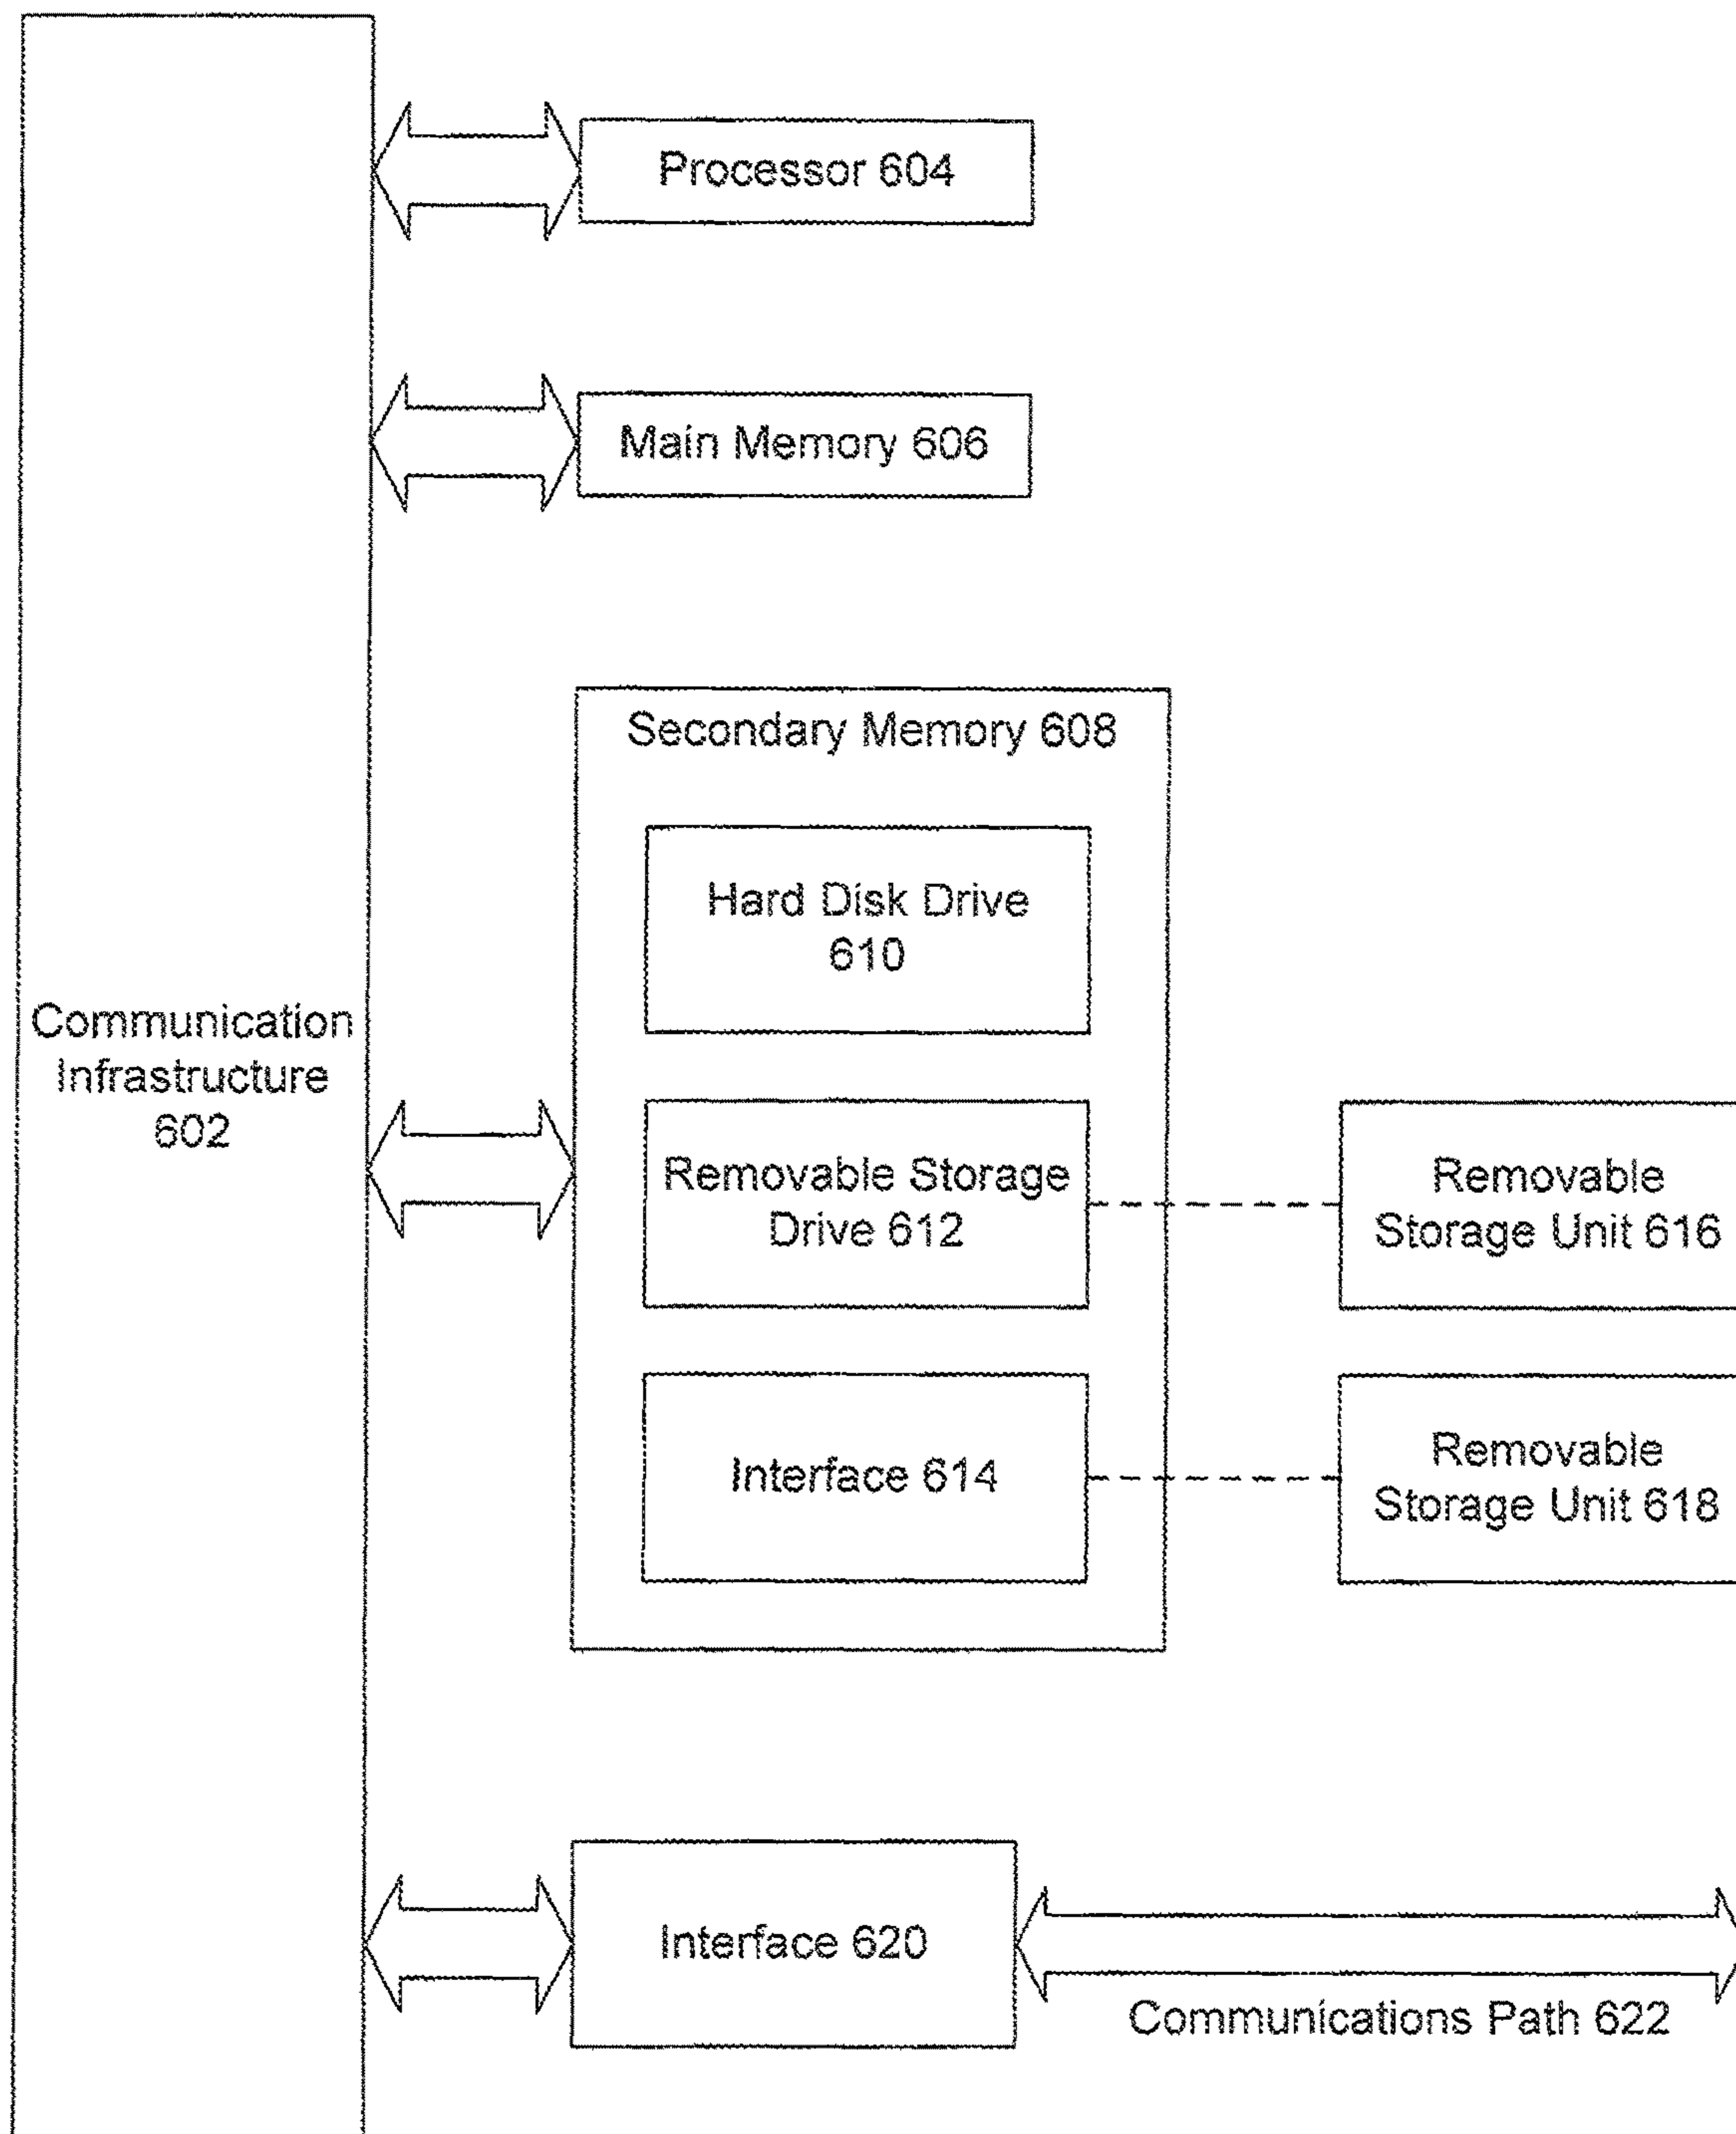 Processor 604
Main Memory 606
Secondary Memory 608
Hard Disk Drive
610
Communication
Infrastructure
602
Removable Storage
Drive 612
Removable
Storage Unit 616
Interface 614
Removable
Storage Unit 618
Interface 620
Communications Path 622